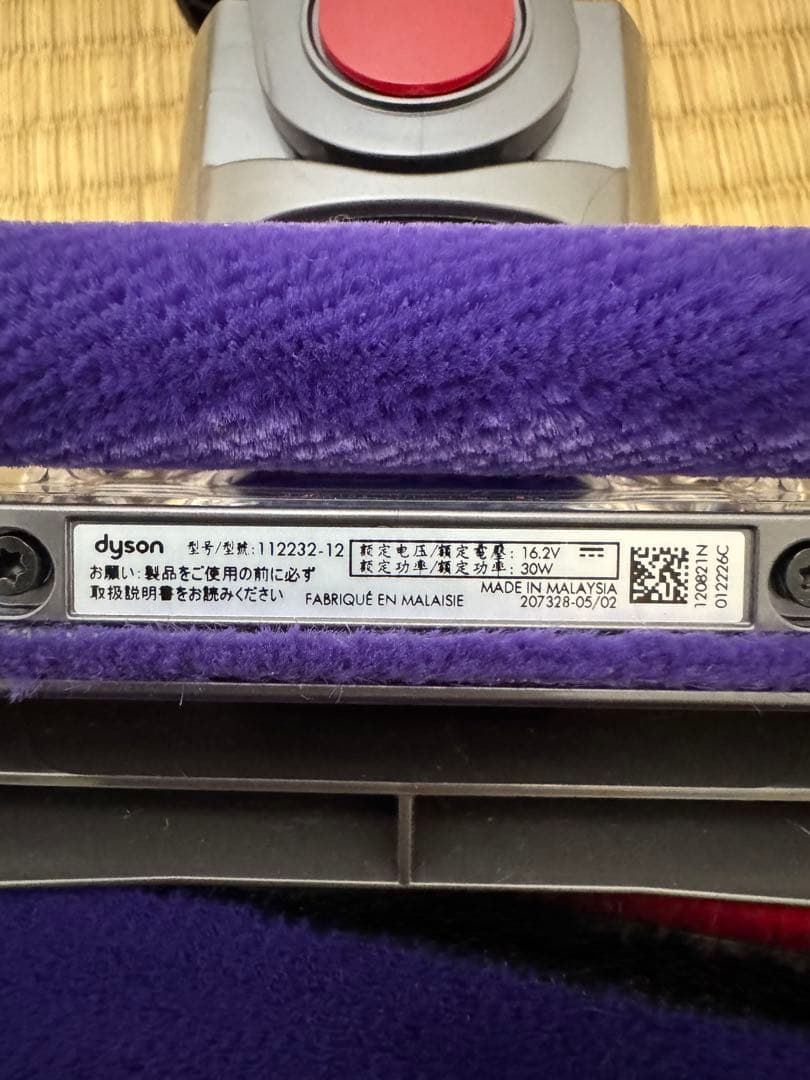 dyson 型号/型號:112232-12
お願い:製品をご使用の前に必ず
取扱説明書をお読みください
FABRIQUÉ EN MALAISIE
额定电压/額定電壓: 16.2V ⎓
额定功率/額定功率: 30W
MADE IN MALAYSIA
207328-05/02
120821N
012226C